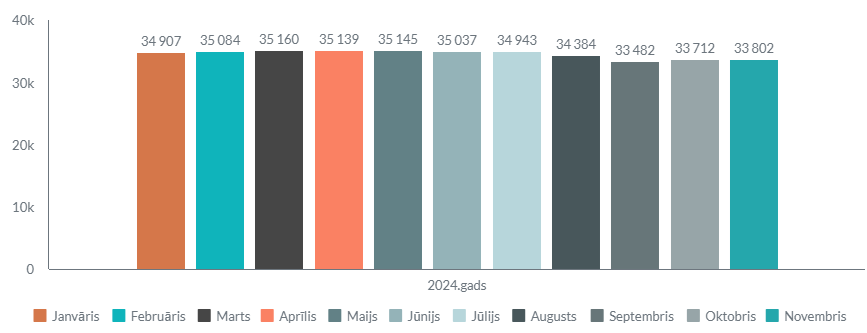 40k
30k
20k
10k
0
34 907
35 084
35 160
35 139
35 145
35 037
34 943
34 384
33 482
33 712
33 802
2024.gads
Janvāris Februāris Marts Aprīlis Maijs Jūnijs Jūlijs Augusts Septembris Oktobris Novembris